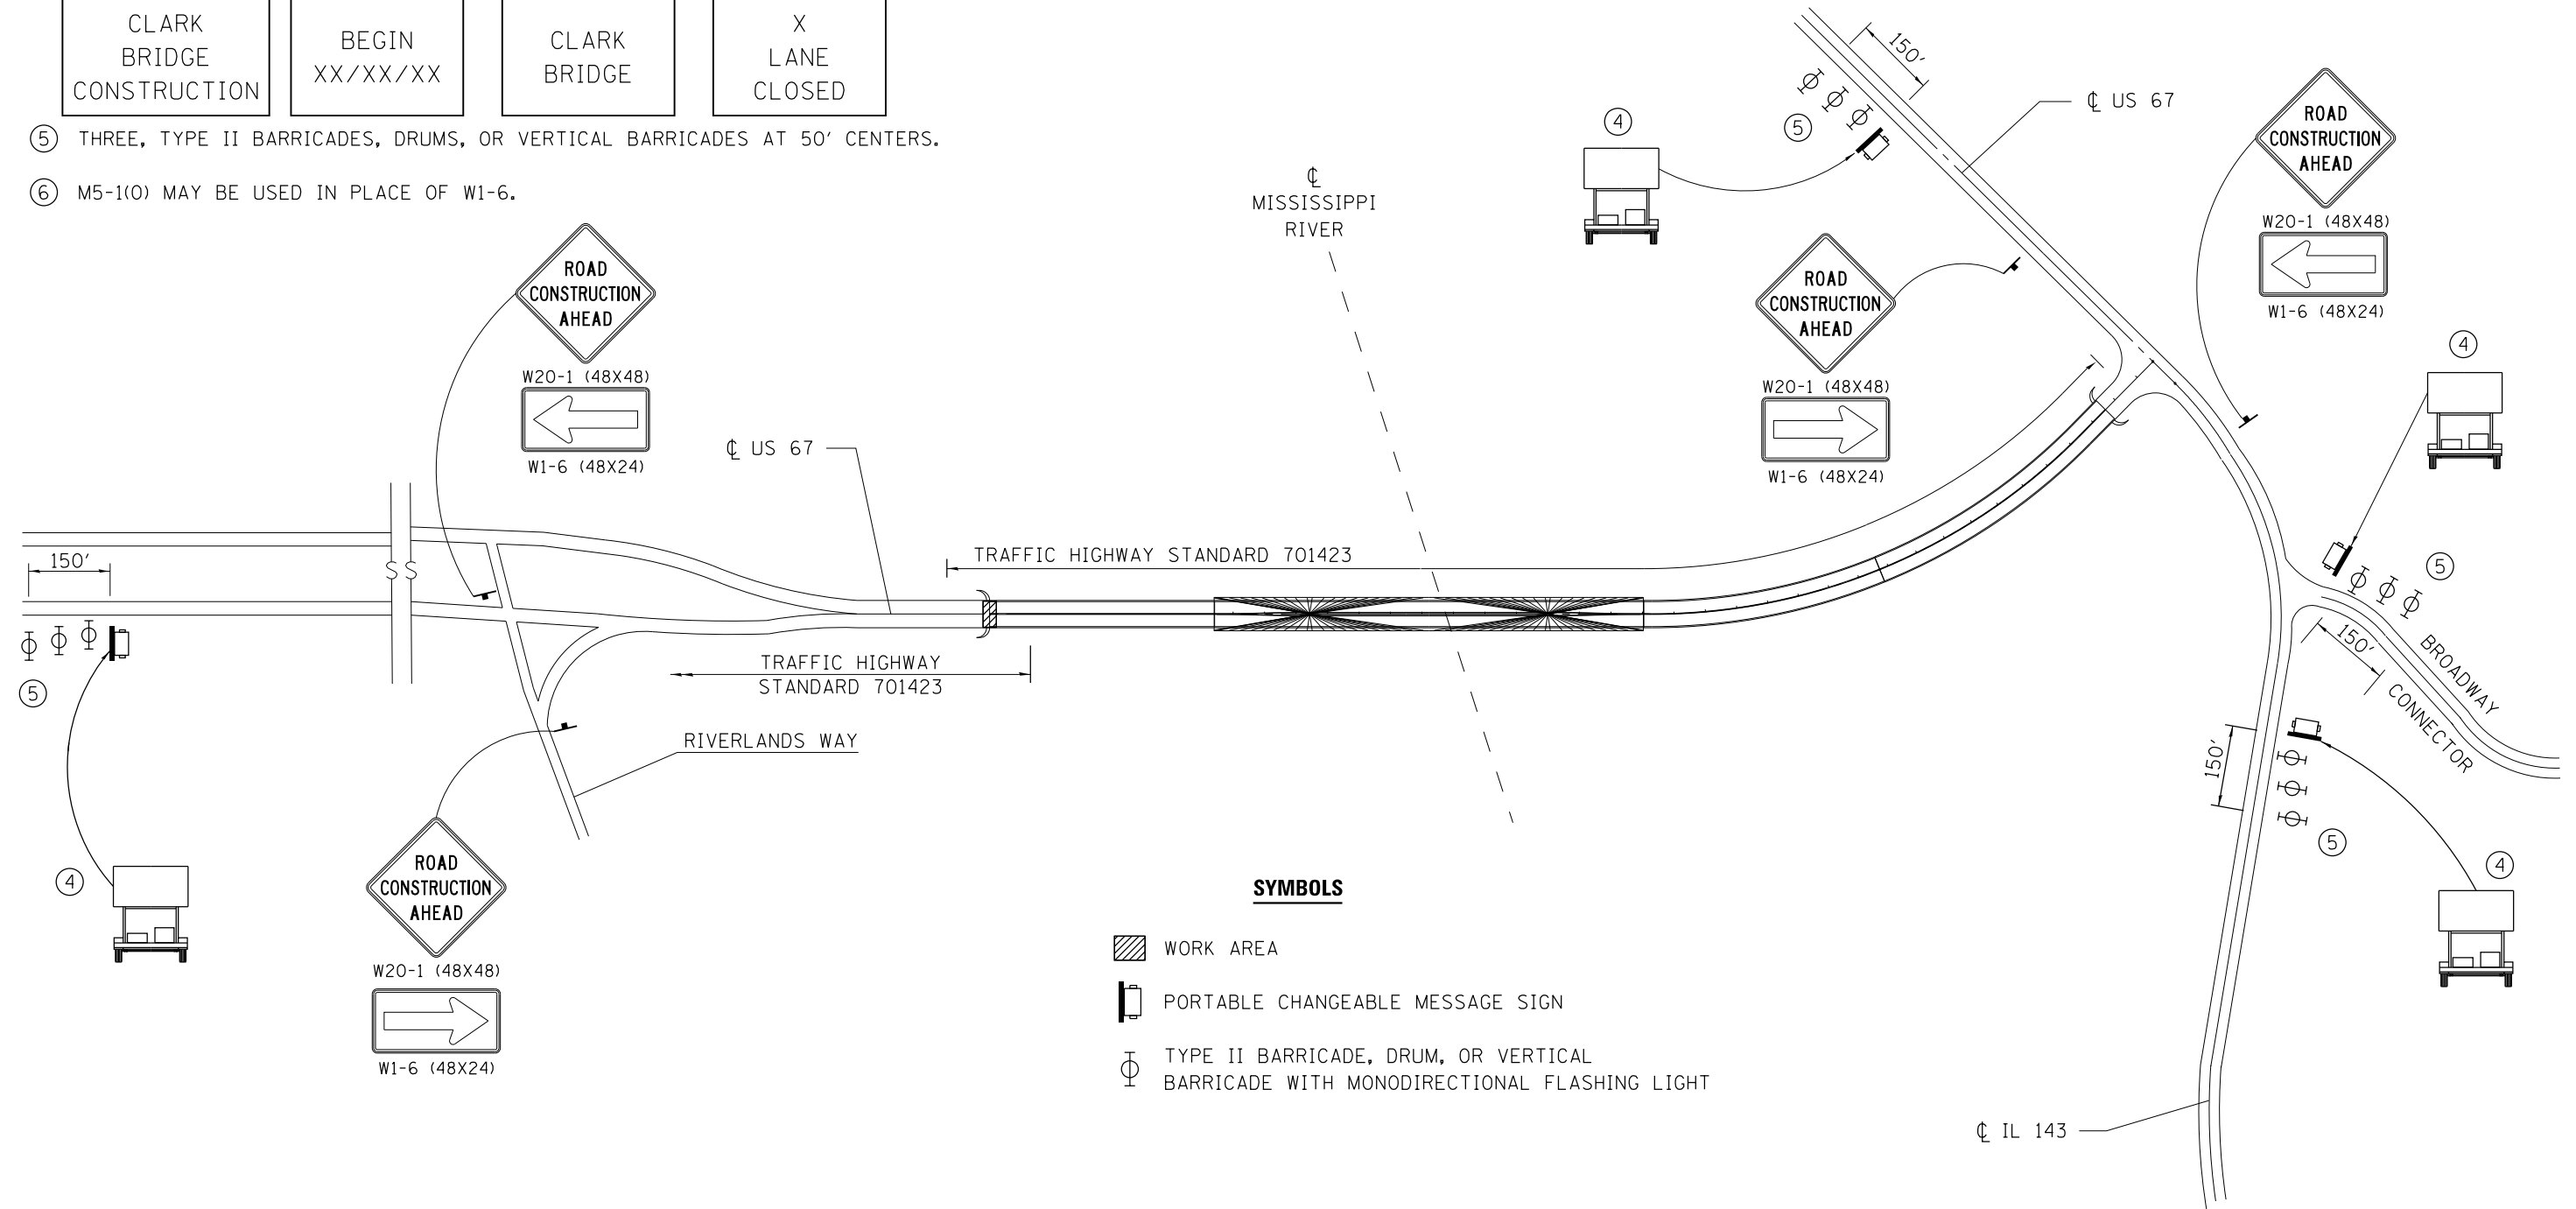 CLARK
BRIDGE
CONSTRUCTION
BEGIN
XX/XX/XX
CLARK
BRIDGE
X
LANE
CLOSED
5 THREE, TYPE II BARRICADES, DRUMS, OR VERTICAL BARRICADES AT 50' CENTERS.
6 M5-1(O) MAY BE USED IN PLACE OF W1-6.
ROAD
CONSTRUCTION
AHEAD
W20-1 (48X48)
W1-6 (48X24)
℄ US 67
℄
MISSISSIPPI
RIVER
4
5
150'
℄ US 67
ROAD
CONSTRUCTION
AHEAD
W20-1 (48X48)
W1-6 (48X24)
ROAD
CONSTRUCTION
AHEAD
W20-1 (48X48)
W1-6 (48X24)
4
5
150'
BROADWAY
CONNECTOR
150'
S S
5
4
TRAFFIC HIGHWAY STANDARD 701423
TRAFFIC HIGHWAY
STANDARD 701423
RIVERLANDS WAY
ROAD
CONSTRUCTION
AHEAD
W20-1 (48X48)
W1-6 (48X24)
150'
5
4
SYMBOLS
WORK AREA
PORTABLE CHANGEABLE MESSAGE SIGN
TYPE II BARRICADE, DRUM, OR VERTICAL
BARRICADE WITH MONODIRECTIONAL FLASHING LIGHT
℄ IL 143